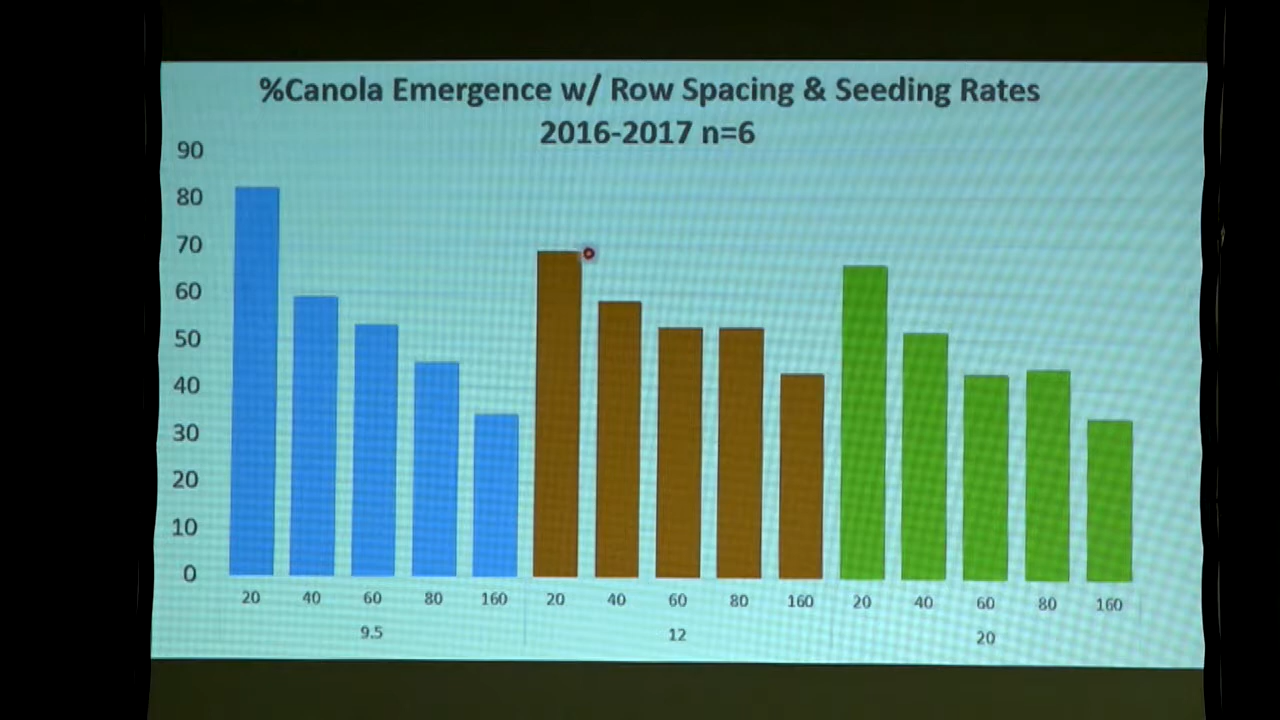 %Canola Emergence w/ Row Spacing & Seeding Rates
2016-2017 n=6
90
80
70
60
50
40
30
20
10
0
20 40 60 80 160 20 40 60 80 160 20 40 60 80 160
9.5 12 20